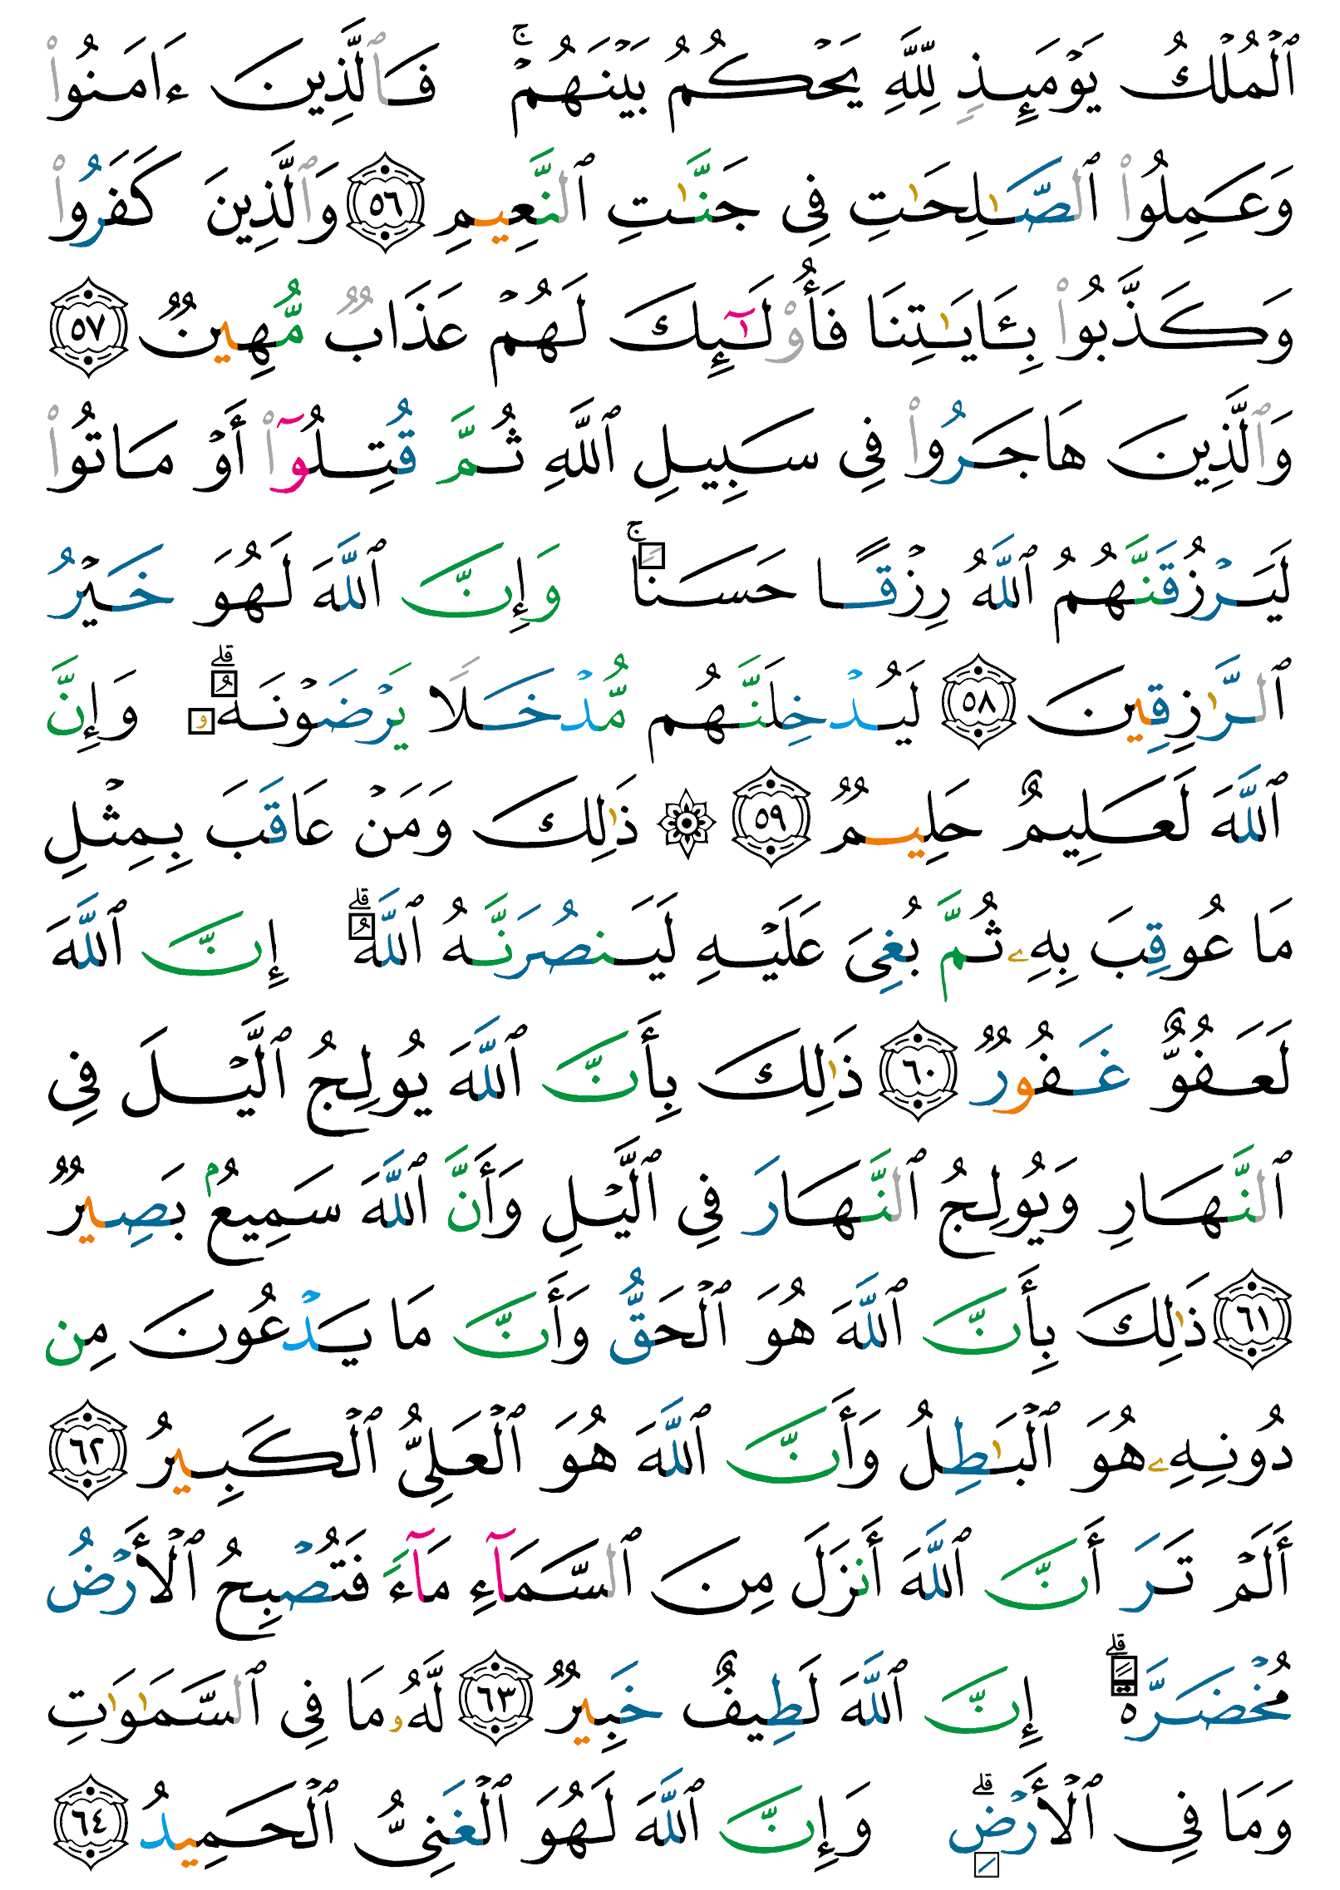 ٱلْمُلْكُ يَوْمَئِذٍ لِّلَّهِ يَحْكُمُ بَيْنَهُمْ ۚ فَٱلَّذِينَ ءَامَنُوا۟
وَعَمِلُوا۟ ٱلصَّـٰلِحَـٰتِ فِى جَنَّـٰتِ ٱلنَّعِيمِ ٥٦ وَٱلَّذِينَ كَفَرُوا۟
وَكَذَّبُوا۟ بِـَٔايَـٰتِنَا فَأُو۟لَـٰٓئِكَ لَهُمْ عَذَابٌ مُّهِينٌ ٥٧
وَٱلَّذِينَ هَاجَرُوا۟ فِى سَبِيلِ ٱللَّهِ ثُمَّ قُتِلُوٓا۟ أَوْ مَاتُوا۟
لَيَرْزُقَنَّهُمُ ٱللَّهُ رِزْقًا حَسَنًا ۚ وَإِنَّ ٱللَّهَ لَهُوَ خَيْرُ
ٱلرَّٰزِقِينَ ٥٨ لَيُدْخِلَنَّهُم مُّدْخَلًا يَرْضَوْنَهُۥ ۗ وَإِنَّ
ٱللَّهَ لَعَلِيمٌ حَلِيمٌ ٥٩ ۞ ذَٰلِكَ وَمَنْ عَاقَبَ بِمِثْلِ
مَا عُوقِبَ بِهِۦ ثُمَّ بُغِىَ عَلَيْهِ لَيَنصُرَنَّهُ ٱللَّهُ ۗ إِنَّ ٱللَّهَ
لَعَفُوٌّ غَفُورٌ ٦٠ ذَٰلِكَ بِأَنَّ ٱللَّهَ يُولِجُ ٱلَّيْلَ فِى
ٱلنَّهَارِ وَيُولِجُ ٱلنَّهَارَ فِى ٱلَّيْلِ وَأَنَّ ٱللَّهَ سَمِيعٌۢ بَصِيرٌ
٦١ ذَٰلِكَ بِأَنَّ ٱللَّهَ هُوَ ٱلْحَقُّ وَأَنَّ مَا يَدْعُونَ مِن
دُونِهِۦ هُوَ ٱلْبَـٰطِلُ وَأَنَّ ٱللَّهَ هُوَ ٱلْعَلِىُّ ٱلْكَبِيرُ ٦٢
أَلَمْ تَرَ أَنَّ ٱللَّهَ أَنزَلَ مِنَ ٱلسَّمَآءِ مَآءً فَتُصْبِحُ ٱلْأَرْضُ
مُخْضَرَّةً ۗ إِنَّ ٱللَّهَ لَطِيفٌ خَبِيرٌ ٦٣ لَّهُۥ مَا فِى ٱلسَّمَـٰوَٰتِ
وَمَا فِى ٱلْأَرْضِ ۗ وَإِنَّ ٱللَّهَ لَهُوَ ٱلْغَنِىُّ ٱلْحَمِيدُ ٦٤